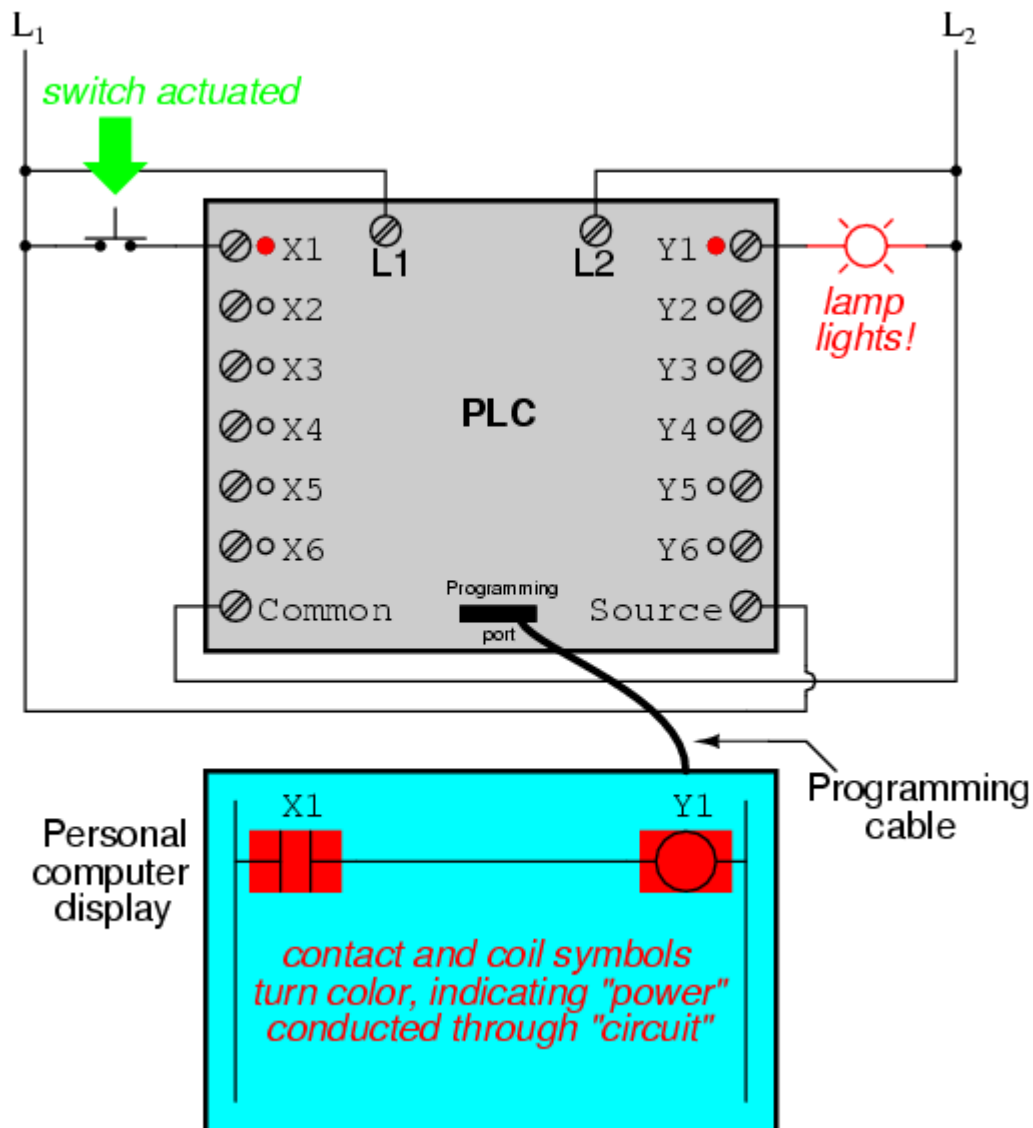 L1
L2
switch actuated
X1
L1
L2
Y1
X2
Y2
lamp
lights!
X3
Y3
X4
PLC
Y4
X5
Y5
X6
Y6
Common
Programming
port
Source
Programming
cable
Personal
computer
display
X1
Y1
contact and coil symbols
turn color, indicating "power"
conducted through "circuit"